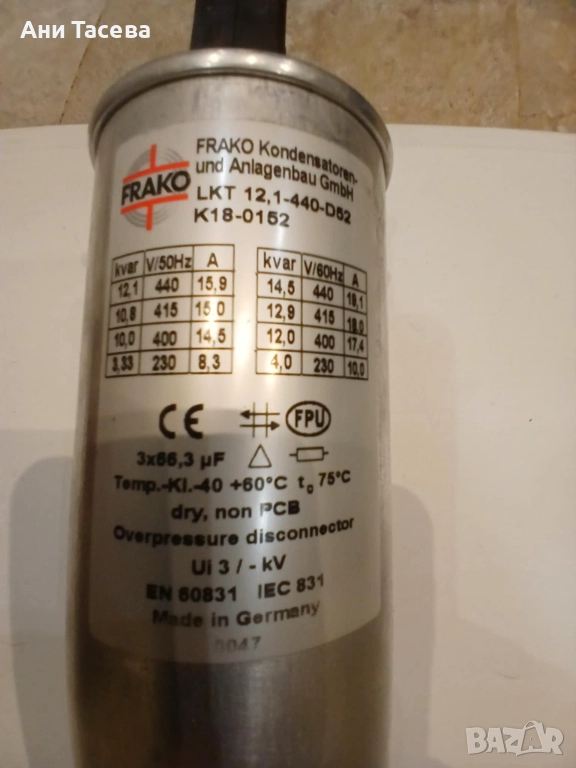 Ани Тасева
FRAKO
FRAKO Kondensatoren-
und Anlagenbau GmbH
LKT 12,1-440-D52
K18-0152
kvar V/50Hz A
12,1 440 15,9
10,8 415 15,0
10,0 400 14,5
3,33 230 8,3
kvar V/60Hz A
14,5 440 19,1
12,9 415 18,0
12,0 400 17,4
4,0 230 10,0
CE FPU
3x66,3 µF
Temp.-Kl.-40 +60°C tc 75°C
dry, non PCB
Overpressure disconnector
Ui 3 / - kV
EN 60831 IEC 831
Made in Germany
0047
BAZAR